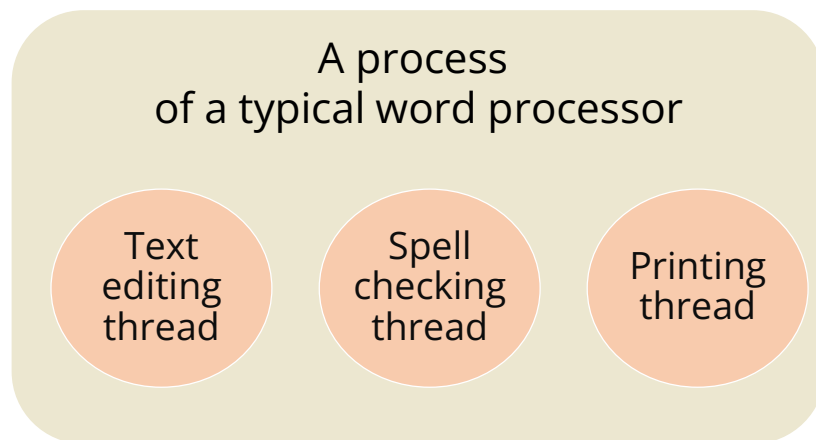 A process
of a typical word processor
Text
editing
thread
Spell
checking
thread
Printing
thread